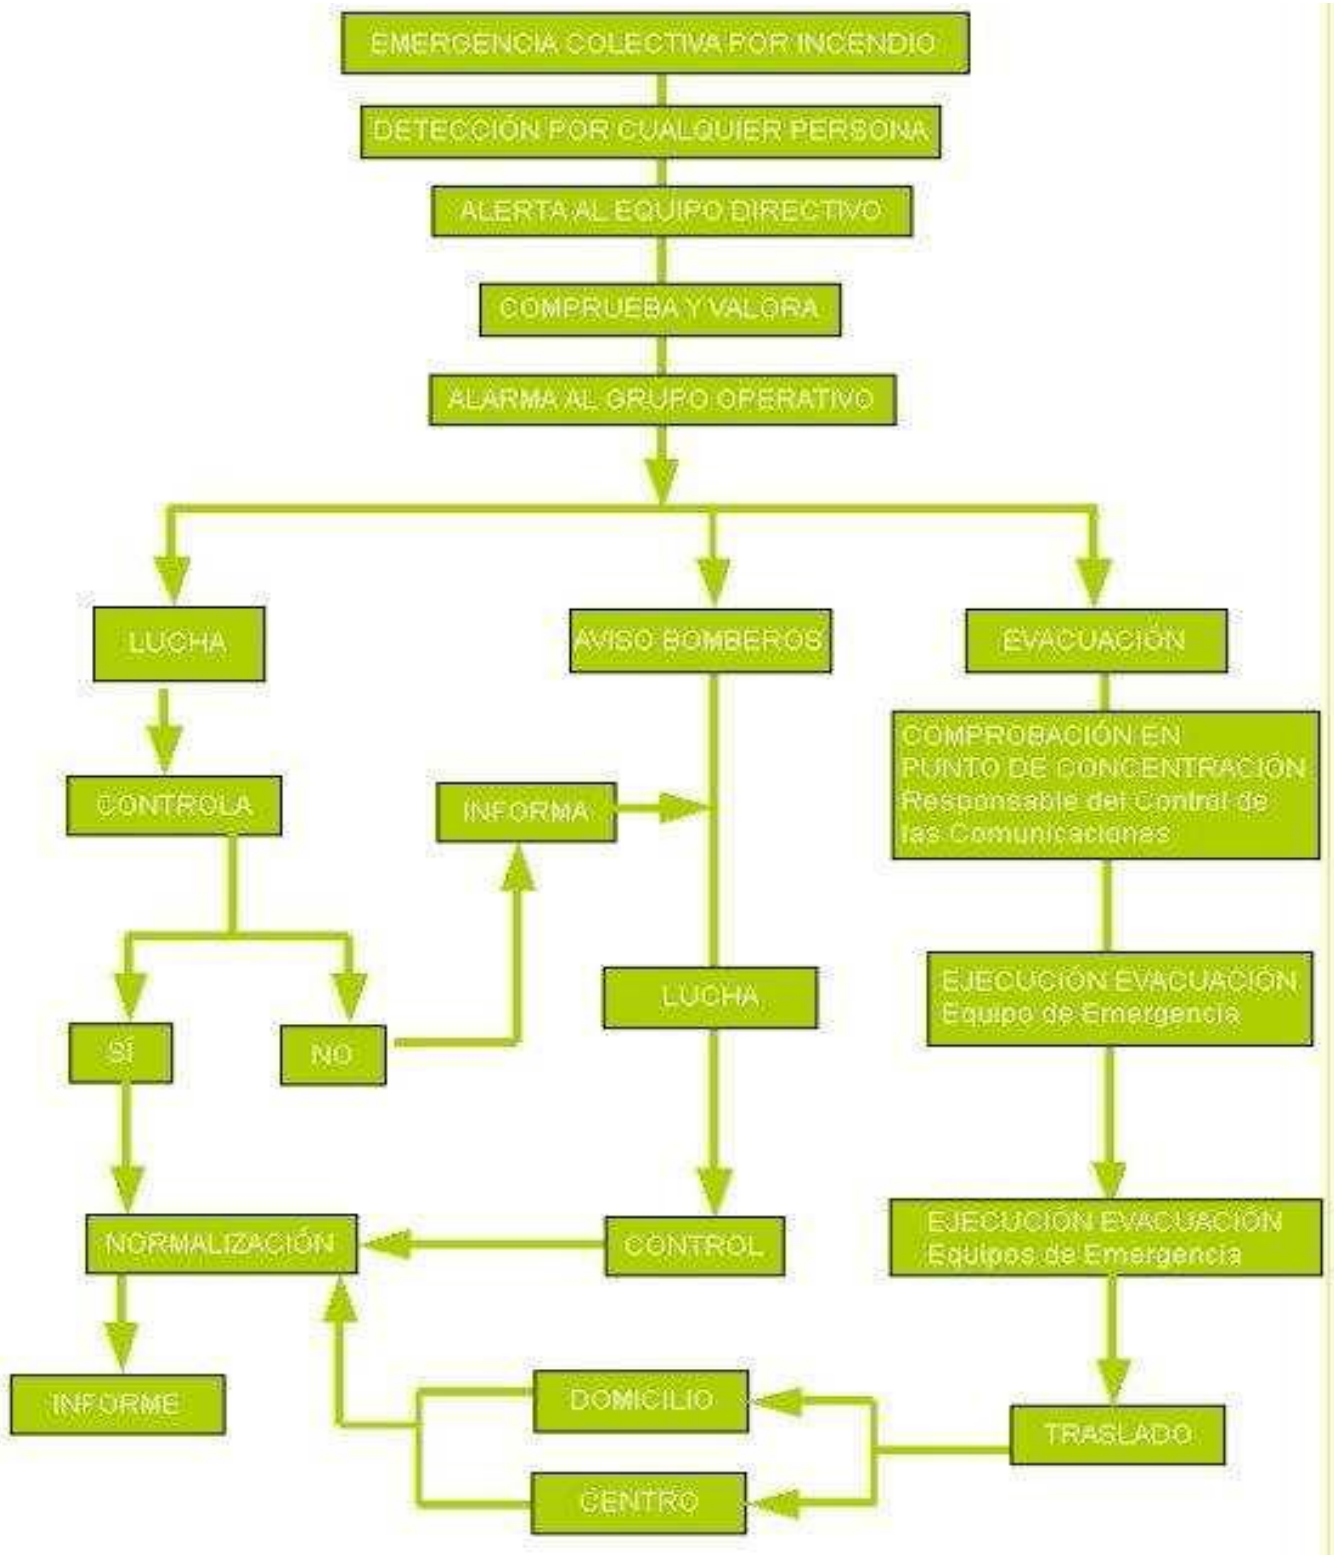 EMERGENCIA COLECTIVA POR INCENDIO
DETECCIÓN POR CUALQUIER PERSONA
ALERTA AL EQUIPO DIRECTIVO
COMPRUEBA Y VALORA
ALARMA AL GRUPO OPERATIVO
LUCHA
AVISO BOMBEROS
EVACUACIÓN
COMPROBACIÓN EN
PUNTO DE CONCENTRACIÓN
Responsable del Control de
las Comunicaciones
CONTROLA
INFORMA
EJECUCIÓN EVACUACIÓN
Equipo de Emergencia
LUCHA
SÍ
NO
NORMALIZACIÓN
CONTROL
EJECUCIÓN EVACUACIÓN
Equipos de Emergencia
INFORME
DOMICILIO
TRASLADO
CENTRO